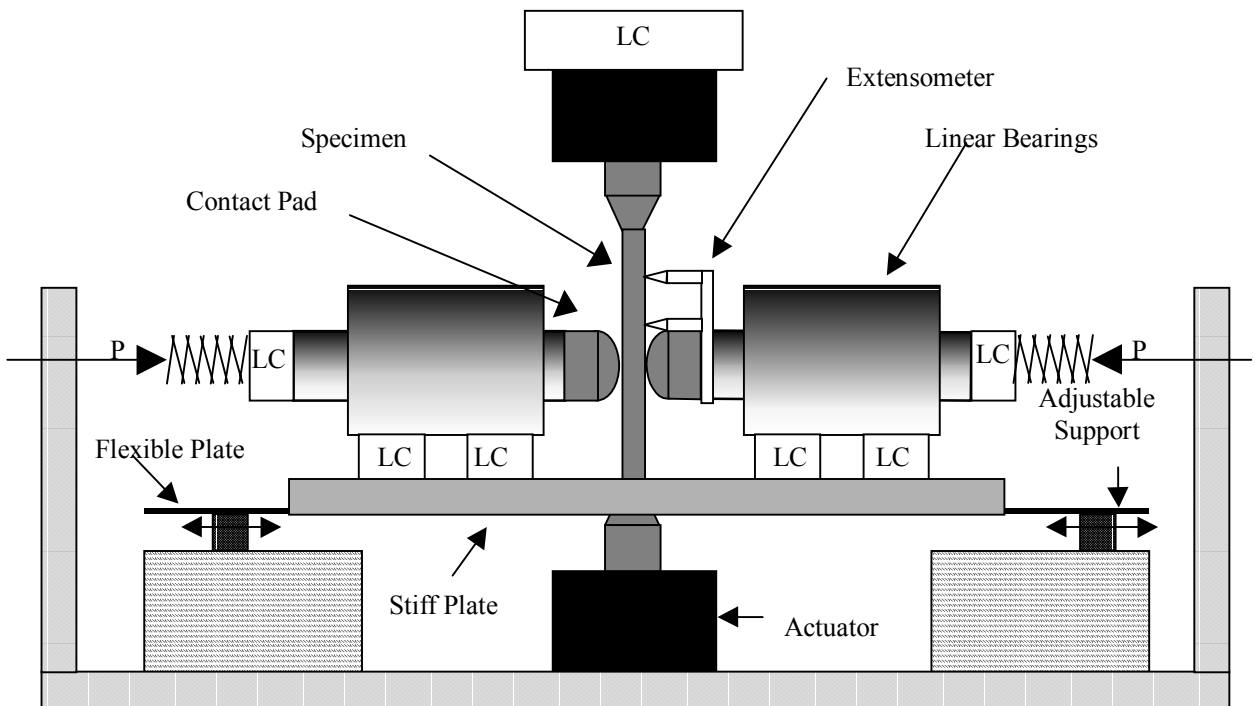 LC
Extensometer
Specimen
Linear Bearings
Contact Pad
P
LC
LC
P
Adjustable
Support
Flexible Plate
LC
LC
LC
LC
Stiff Plate
Actuator